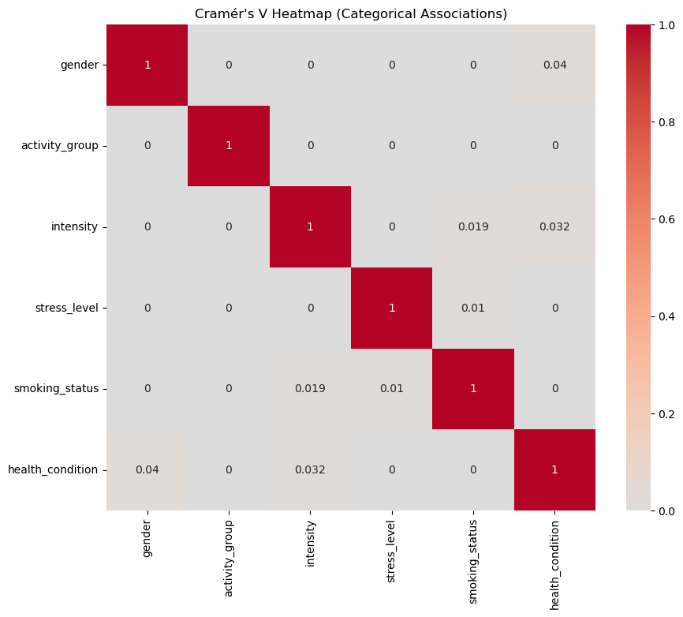 Cramér's V Heatmap (Categorical Associations)
gender 1 0 0 0 0 0.04
activity_group 0 1 0 0 0 0
intensity 0 0 1 0 0.019 0.032
stress_level 0 0 0 1 0.01 0
smoking_status 0 0 0.019 0.01 1 0
health_condition 0.04 0 0.032 0 0 1
gender
activity_group
intensity
stress_level
smoking_status
health_condition
1.0
0.8
0.6
0.4
0.2
0.0